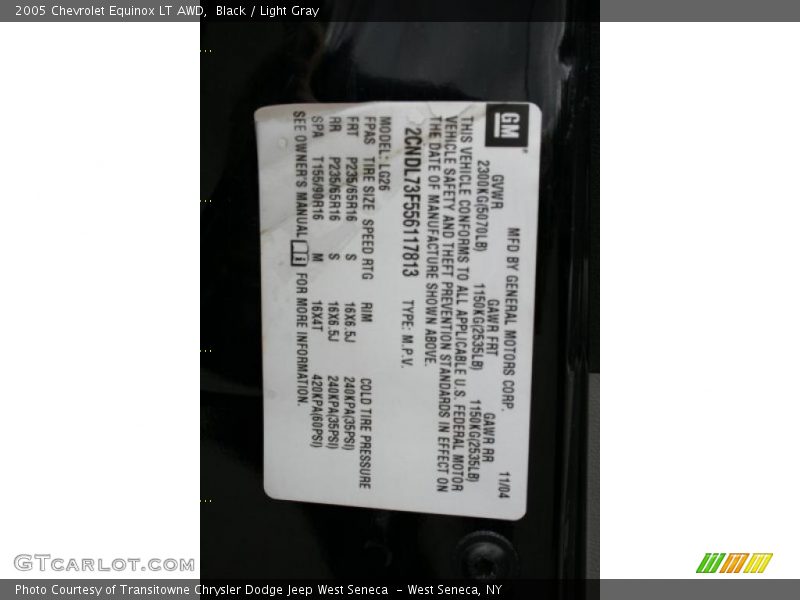 2005 Chevrolet Equinox LT AWD, Black / Light Gray
GM
MFD BY GENERAL MOTORS CORP. 11/04
GVWR GAWR FRT GAWR RR
2300KG(5070LB) 1150KG(2535LB) 1150KG(2535LB)
THIS VEHICLE CONFORMS TO ALL APPLICABLE U.S. FEDERAL MOTOR
VEHICLE SAFETY AND THEFT PREVENTION STANDARDS IN EFFECT ON
THE DATE OF MANUFACTURE SHOWN ABOVE.
2CNDL73F556117813 TYPE: M.P.V.
MODEL: LG26
FPAS TIRE SIZE SPEED RTG RIM COLD TIRE PRESSURE
FRT P235/65R16 S 16X6.5J 240KPA(35PSI)
RR P235/65R16 S 16X6.5J 240KPA(35PSI)
SPA T155/90R16 M 16X4T 420KPA(60PSI)
SEE OWNER'S MANUAL FOR MORE INFORMATION.
GTcarlot.com
Photo Courtesy of Transitowne Chrysler Dodge Jeep West Seneca - West Seneca, NY